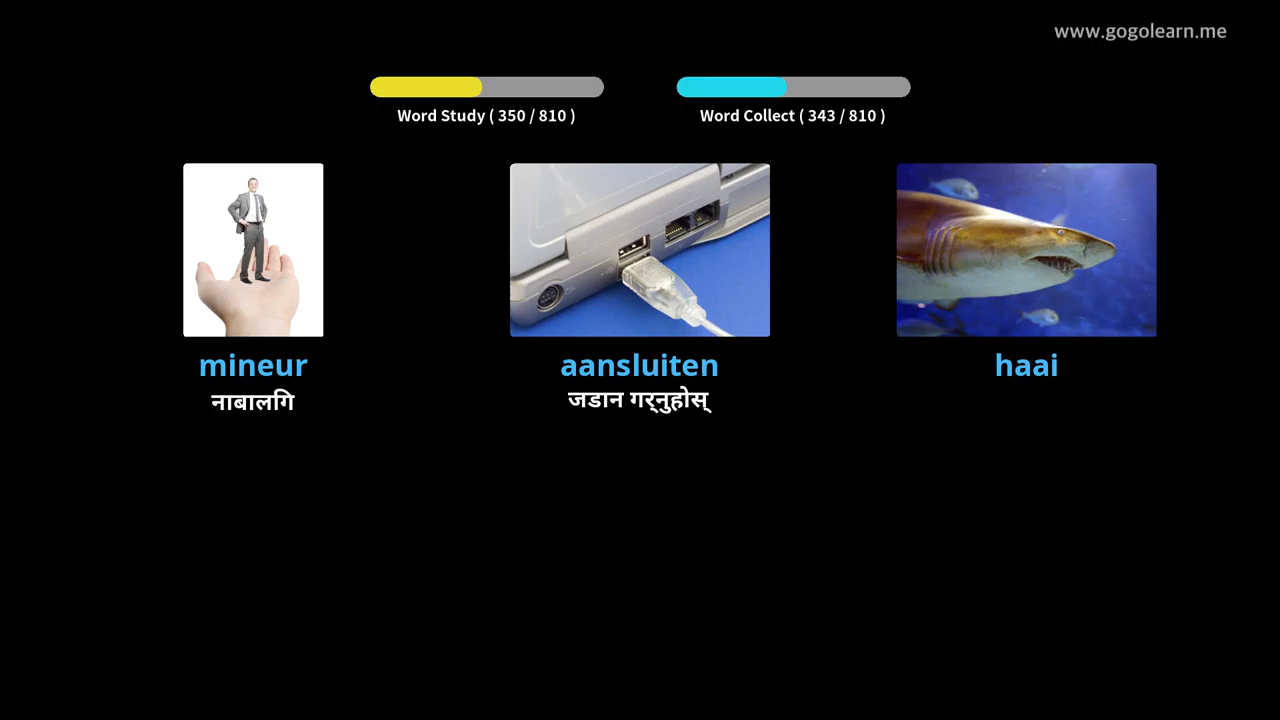 www.gogolearn.me
Word Study ( 350 / 810 )
Word Collect ( 343 / 810 )
mineur
नाबालगि
aansluiten
जडान गर्नुहोस्
haai